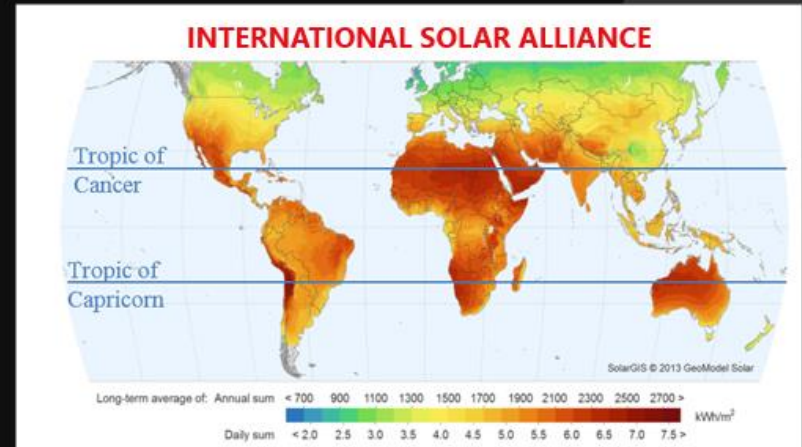 INTERNATIONAL SOLAR ALLIANCE
Tropic of
Cancer
Tropic of
Capricorn
SolarGIS © 2013 GeoModel Solar
Long-term average of: Annual sum < 700 900 1100 1300 1500 1700 1900 2100 2300 2500 2700 >
kWh/m²
Daily sum < 2.0 2.5 3.0 3.5 4.0 4.5 5.0 5.5 6.0 6.5 7.0 7.5 >